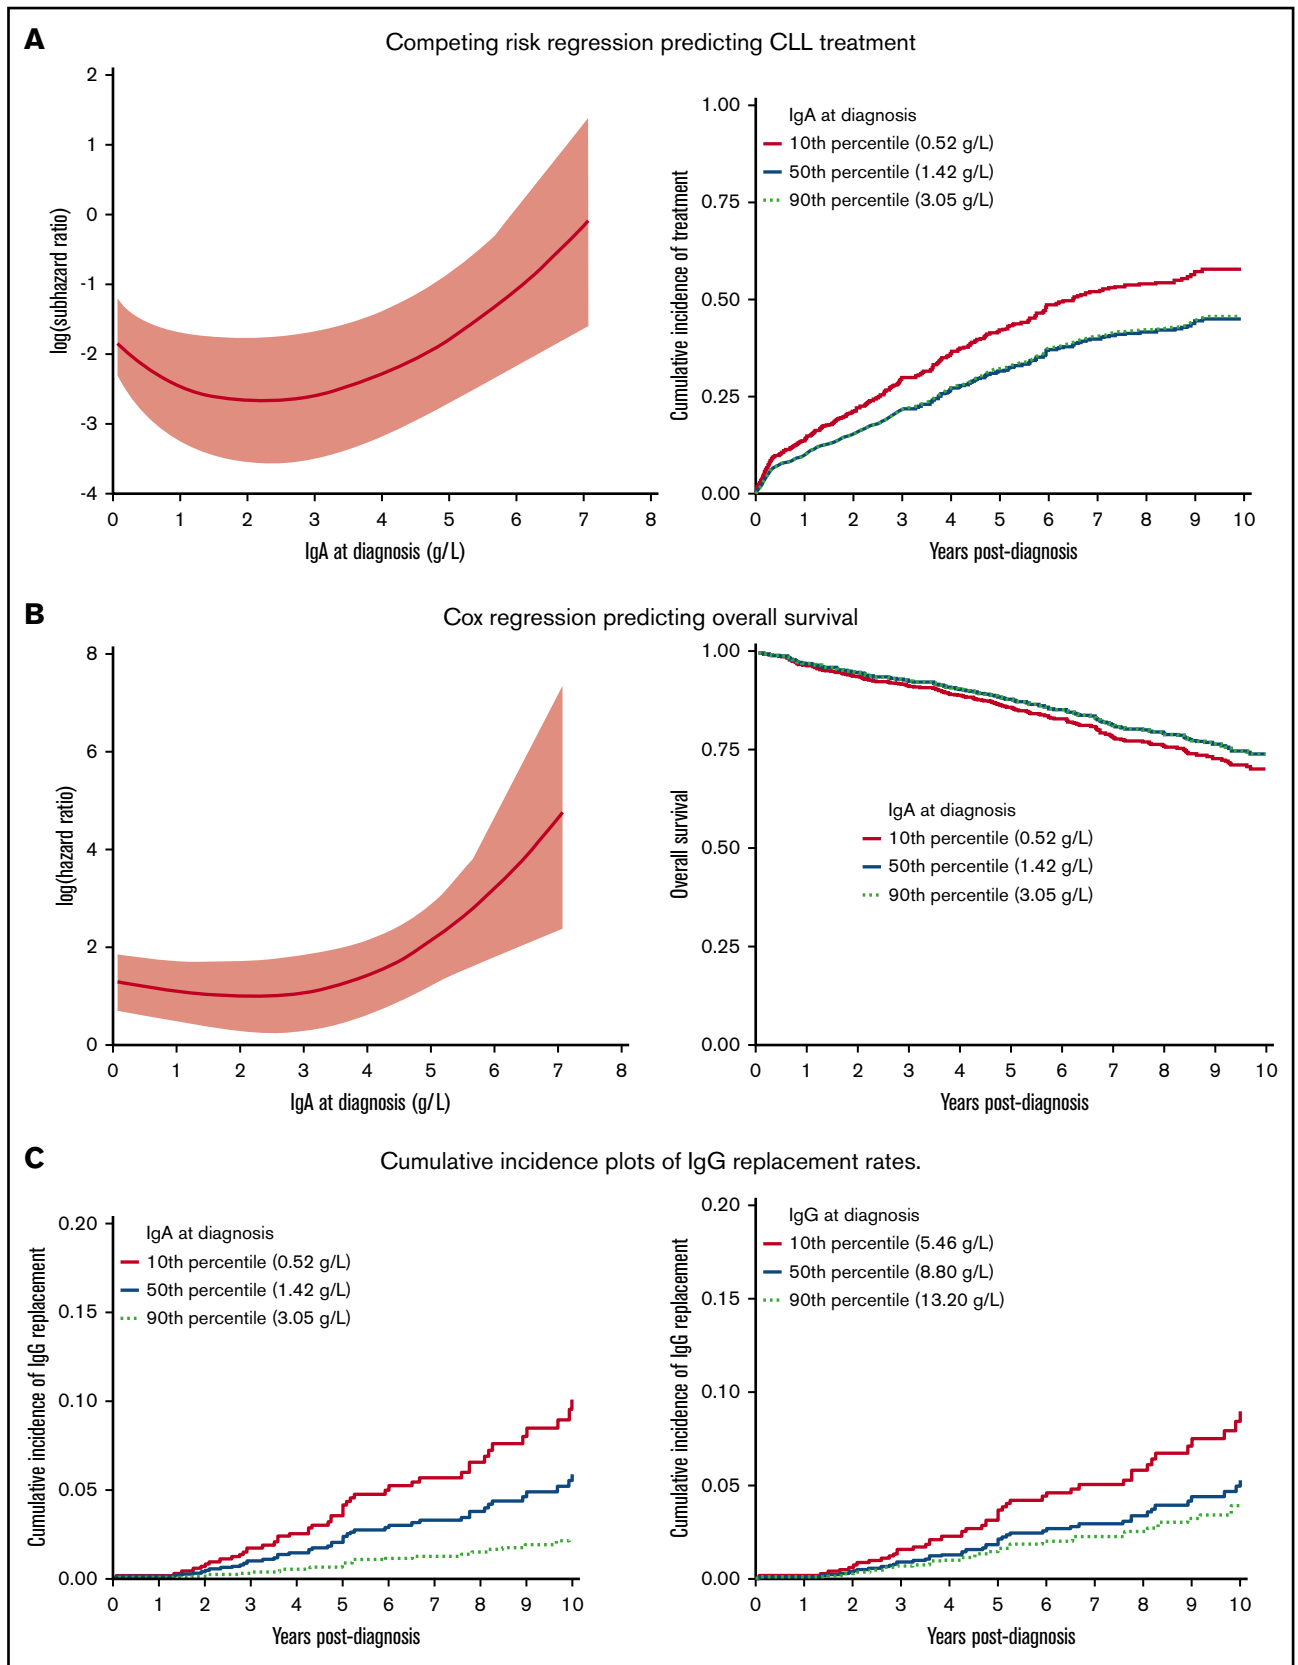 A
Competing risk regression predicting CLL treatment
log(subhazard ratio)
2
1
0
-1
-2
-3
-4
0 1 2 3 4 5 6 7 8
IgA at diagnosis (g/L)
Cumulative incidence of treatment
1.00
0.75
0.50
0.25
0.00
IgA at diagnosis
10th percentile (0.52 g/L)
50th percentile (1.42 g/L)
90th percentile (3.05 g/L)
0 1 2 3 4 5 6 7 8 9 10
Years post-diagnosis
B
Cox regression predicting overall survival
log(hazard ratio)
8
6
4
2
0
0 1 2 3 4 5 6 7 8
IgA at diagnosis (g/L)
Overall survival
1.00
0.75
0.50
0.25
0.00
IgA at diagnosis
10th percentile (0.52 g/L)
50th percentile (1.42 g/L)
90th percentile (3.05 g/L)
0 1 2 3 4 5 6 7 8 9 10
Years post-diagnosis
C
Cumulative incidence plots of IgG replacement rates.
Cumulative incidence of IgG replacement
0.20
0.15
0.10
0.05
0.00
IgA at diagnosis
10th percentile (0.52 g/L)
50th percentile (1.42 g/L)
90th percentile (3.05 g/L)
0 1 2 3 4 5 6 7 8 9 10
Years post-diagnosis
Cumulative incidence of IgG replacement
0.20
0.15
0.10
0.05
0.00
IgG at diagnosis
10th percentile (5.46 g/L)
50th percentile (8.80 g/L)
90th percentile (13.20 g/L)
0 1 2 3 4 5 6 7 8 9 10
Years post-diagnosis